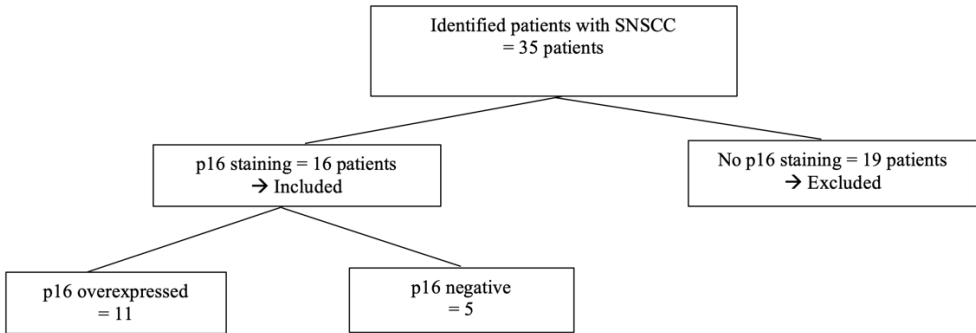 Identified patients with SNSCC
= 35 patients
p16 staining = 16 patients
→ Included
No p16 staining = 19 patients
→ Excluded
p16 overexpressed
= 11
p16 negative
= 5